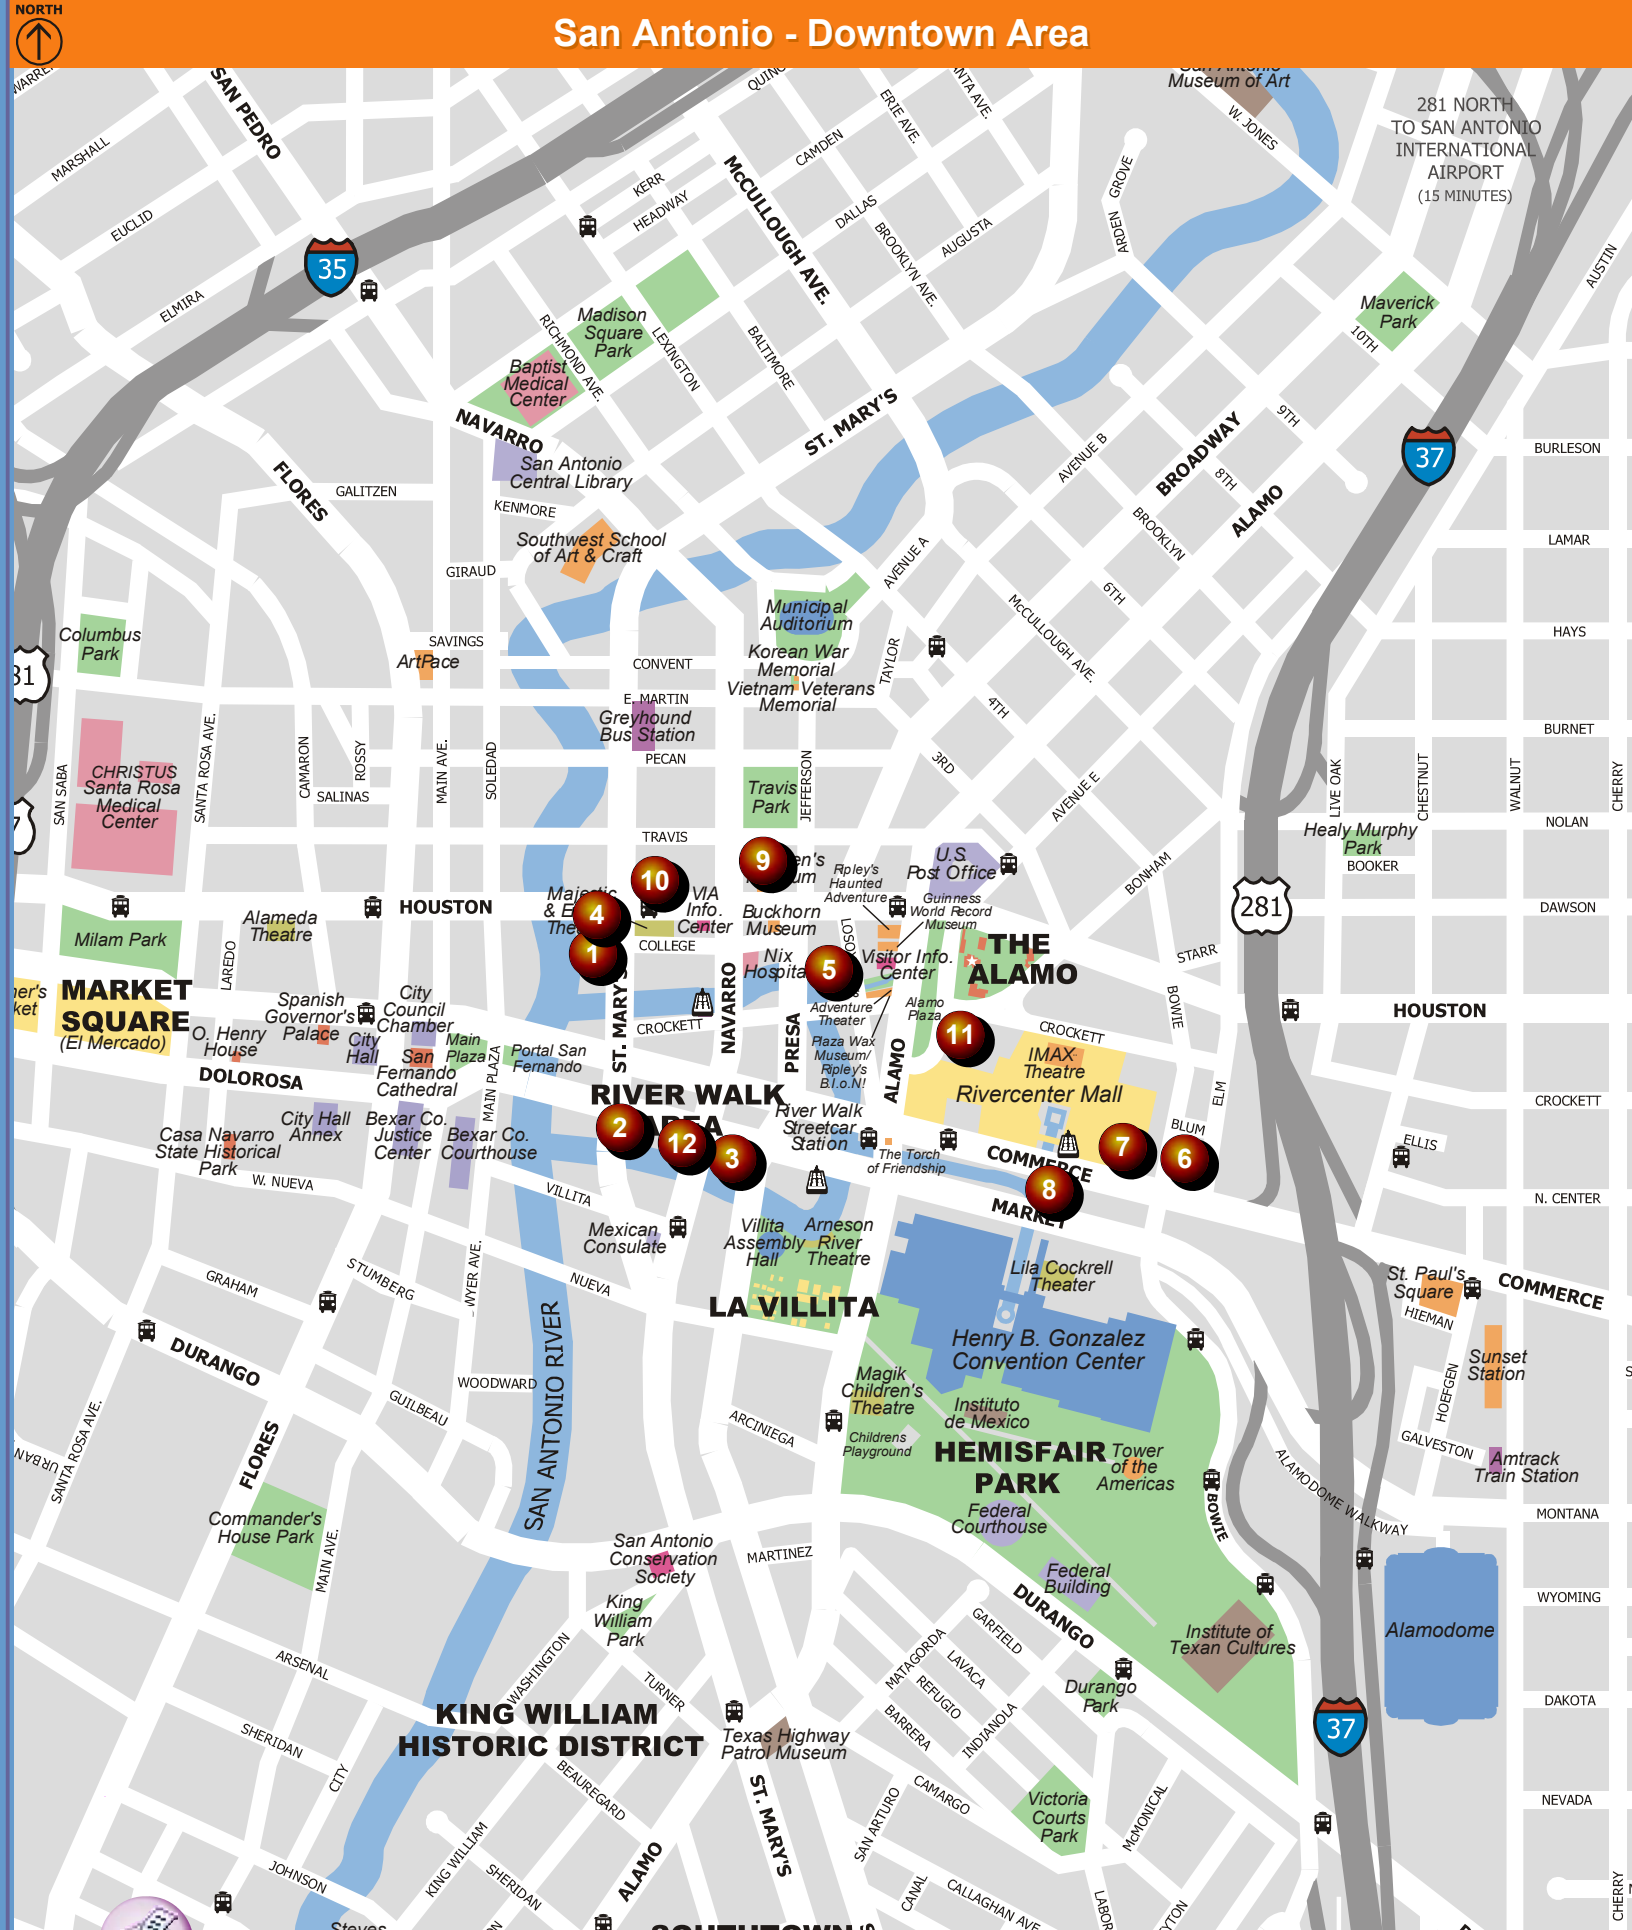 NORTH
San Antonio - Downtown Area
San Antonio
Museum of Art
W. JONES
281 NORTH
TO SAN ANTONIO
INTERNATIONAL
AIRPORT
(15 MINUTES)
SAN PEDRO
QUINC
ERIE AVE.
CAMDEN
MARSHALL
McCULLOUGH AVE.
KERR
HEADWAY
DALLAS
BROOKLYN AVE.
AUGUSTA
ARDEN GROVE
EUCLID
35
ELMIRA
AUSTIN
Maverick
Park
10TH
Madison
Square
Park
RICHMOND AVE.
LEXINGTON
BALTIMORE
Baptist
Medical
Center
NAVARRO
ST. MARY'S
9TH
BROADWAY
AVENUE B
8TH
ALAMO
37
BURLESON
San Antonio
Central Library
FLORES
GALITZEN
KENMORE
BROOKLYN
Southwest School
of Art & Craft
GIRAUD
AVENUE A
LAMAR
6TH
McCULLOUGH AVE.
Municipal
Auditorium
Columbus
Park
SAVINGS
ArtPace
CONVENT
Korean War
Memorial
Vietnam Veterans
Memorial
TAYLOR
HAYS
E. MARTIN
Greyhound
Bus Station
4TH
BURNET
PECAN
3RD
AVENUE E
SAN SABA
CHRISTUS
Santa Rosa
Medical
Center
SANTA ROSA AVE.
CAMARON
ROSSY
SALINAS
MAIN AVE.
SOLEDAD
Travis
Park
JEFFERSON
LIVE OAK
CHESTNUT
WALNUT
CHERRY
NOLAN
TRAVIS
Healy Murphy
Park
BOOKER
9
10
U.S.
Post Office
BONHAM
Ripley's
Haunted
Adventure
Guinness
World Record
Museum
HOUSTON
4
VIA
Info.
Center
Buckhorn
Museum
281
DAWSON
Alameda
Theatre
Milam Park
COLLEGE
1
Nix
5
Visitor Info.
Center
THE
ALAMO
STARR
LAREDO
MARKET
SQUARE
(El Mercado)
Spanish
Governor's
Palace
City
Council
Chamber
O. Henry
House
City
Hall
San
Fernando
Cathedral
Main
Plaza
MAIN PLAZA
Portal San
Fernando
ST. MARY'S
CROCKETT
NAVARRO
PRESA
Adventure
Theater
Alamo
Plaza
Plaza Wax
Museum/
Ripley's
B.I.o.N!
ALAMO
11
CROCKETT
BOWIE
HOUSTON
IMAX
Theatre
Rivercenter Mall
DOLOROSA
RIVER WALK
ELM
CROCKETT
City Hall
Annex
Bexar Co.
Justice
Center
Bexar Co.
Courthouse
Casa Navarro
State Historical
Park
W. NUEVA
2
12
3
River Walk
Streetcar
Station
The Torch
of Friendship
COMMERCE
7
6
8
BLUM
ELLIS
N. CENTER
MARKET
VILLITA
Mexican
Consulate
Villita
Assembly
Hall
Arneson
River
Theatre
Lila Cockrell
Theater
St. Paul's
Square
COMMERCE
HIEMAN
GRAHAM
STUMBERG
NUEVA
LA VILLITA
Henry B. Gonzalez
Convention Center
Sunset
Station
DURANGO
WOODWARD
SAN ANTONIO RIVER
Magik
Children's
Theatre
Childrens
Playground
Instituto
de Mexico
HOEFGEN
GUILBEAU
ARCINIEGA
HEMISFAIR
PARK
Tower
of the
Americas
GALVESTON
Amtrack
Train Station
SANTA ROSA AVE.
FLORES
ALAMODOME WALKWAY
BOWIE
MONTANA
Commander's
House Park
MAIN AVE.
Federal
Courthouse
San Antonio
Conservation
Society
MARTINEZ
Federal
Building
DURANGO
WYOMING
King
William
Park
GARFIELD
Institute of
Texan Cultures
Alamodome
ARSENAL
WASHINGTON
TURNER
MATAGORDA
LAVACA
REFUGIO
Durango
Park
DAKOTA
KING WILLIAM
HISTORIC DISTRICT
Texas Highway
Patrol Museum
BARRERA
INDIANOLA
37
SHERIDAN
CITY
BEAUREGARD
ST. MARY'S
CAMARGO
SAN ARTURO
Victoria
Courts
Park
McMONICAL
NEVADA
JOHNSON
KING WILLIAM
SHERIDAN
ALAMO
CANAL
CALLAGHAN AVE
LABOR
CHERRY
Steves
SOUTHTOWN